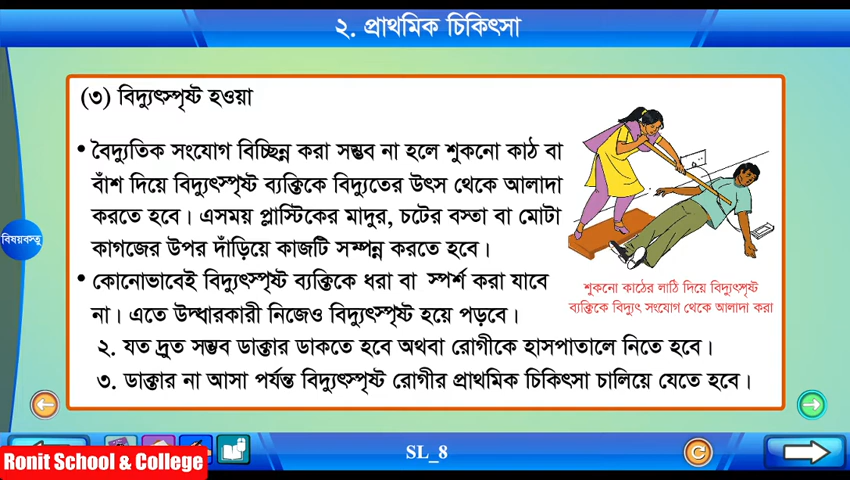 ২. প্রাথমিক চিকিৎসা
(৩) বিদ্যুৎস্পৃষ্ট হওয়া
• বৈদ্যুতিক সংযোগ বিচ্ছিন্ন করা সম্ভব না হলে শুকনো কাঠ বা
বাঁশ দিয়ে বিদ্যুৎস্পৃষ্ট ব্যক্তিকে বিদ্যুতের উৎস থেকে আলাদা
করতে হবে। এসময় প্লাস্টিকের মাদুর, চটের বস্তা বা মোটা
কাগজের উপর দাঁড়িয়ে কাজটি সম্পন্ন করতে হবে।
• কোনোভাবেই বিদ্যুৎস্পৃষ্ট ব্যক্তিকে ধরা বা স্পর্শ করা যাবে
না। এতে উদ্ধারকারী নিজেও বিদ্যুৎস্পৃষ্ট হয়ে পড়বে।
২. যত দ্রুত সম্ভব ডাক্তার ডাকতে হবে অথবা রোগীকে হাসপাতালে নিতে হবে।
৩. ডাক্তার না আসা পর্যন্ত বিদ্যুৎস্পৃষ্ট রোগীর প্রাথমিক চিকিৎসা চালিয়ে যেতে হবে।
শুকনো কাঠের লাঠি দিয়ে বিদ্যুৎস্পৃষ্ট
ব্যক্তিকে বিদ্যুৎ সংযোগ থেকে আলাদা করা
বিষয়বস্তু
SL_8
Ronit School & College